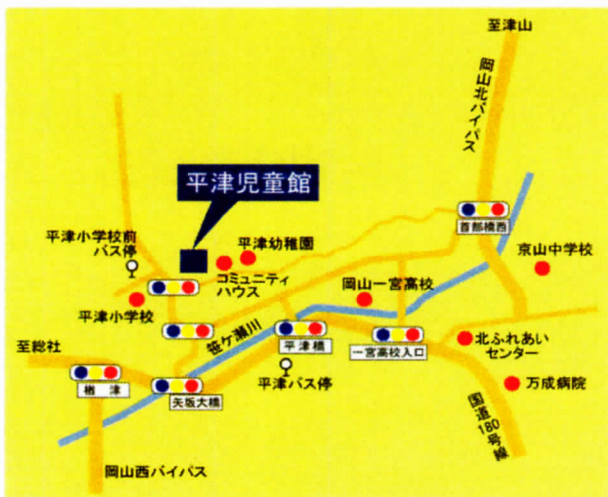 至津山
岡山北バイパス
平津児童館
首部橋西
平津小学校前
バス停
平津幼稚園
コミュニティ
ハウス
京山中学校
岡山一宮高校
平津小学校
笹ヶ瀬川
至総社
平津橋
一宮高校入口
北ふれあい
センター
平津バス停
楢津
矢坂大橋
万成病院
国道180号線
岡山西バイパス